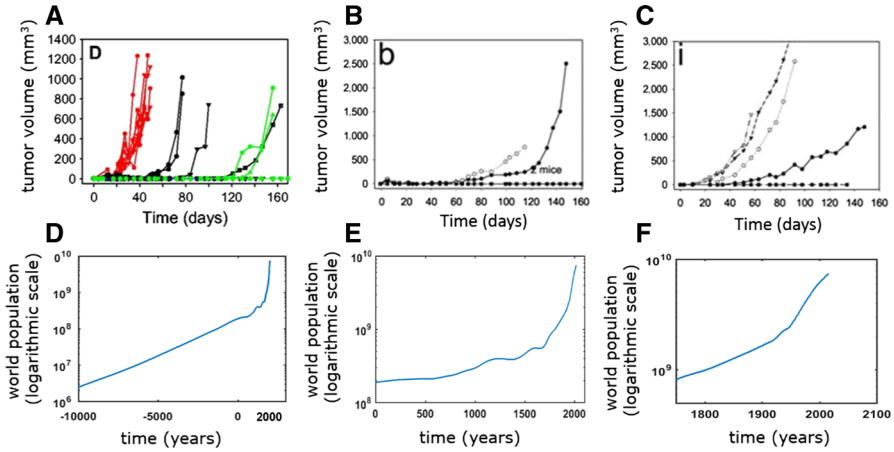 A
B
C
tumor volume (mm³)
1400
1200
1000
800
600
400
200
0
D
0 40 80 120 160
Time (days)
tumor volume (mm³)
3.000
2.500
2.000
1.500
1.000
500
0
b
2 mice
0 20 40 60 80 100 120 140 160
Time (days)
tumor volume (mm³)
3.000
2.500
2.000
1.500
1.000
500
0
i
0 20 40 60 80 100 120 140 160
Time (days)
D
E
F
world population
(logarithmic scale)
0¹⁰
10⁹
10⁸
10⁷
10⁶
-10000 -5000 0 2000
time (years)
world population
(logarithmic scale)
10¹⁰
10⁹
10⁸
0 500 1000 1500 2000
time (years)
world population
(logarithmic scale)
10¹⁰
10⁹
1800 1900 2000 2100
time (years)